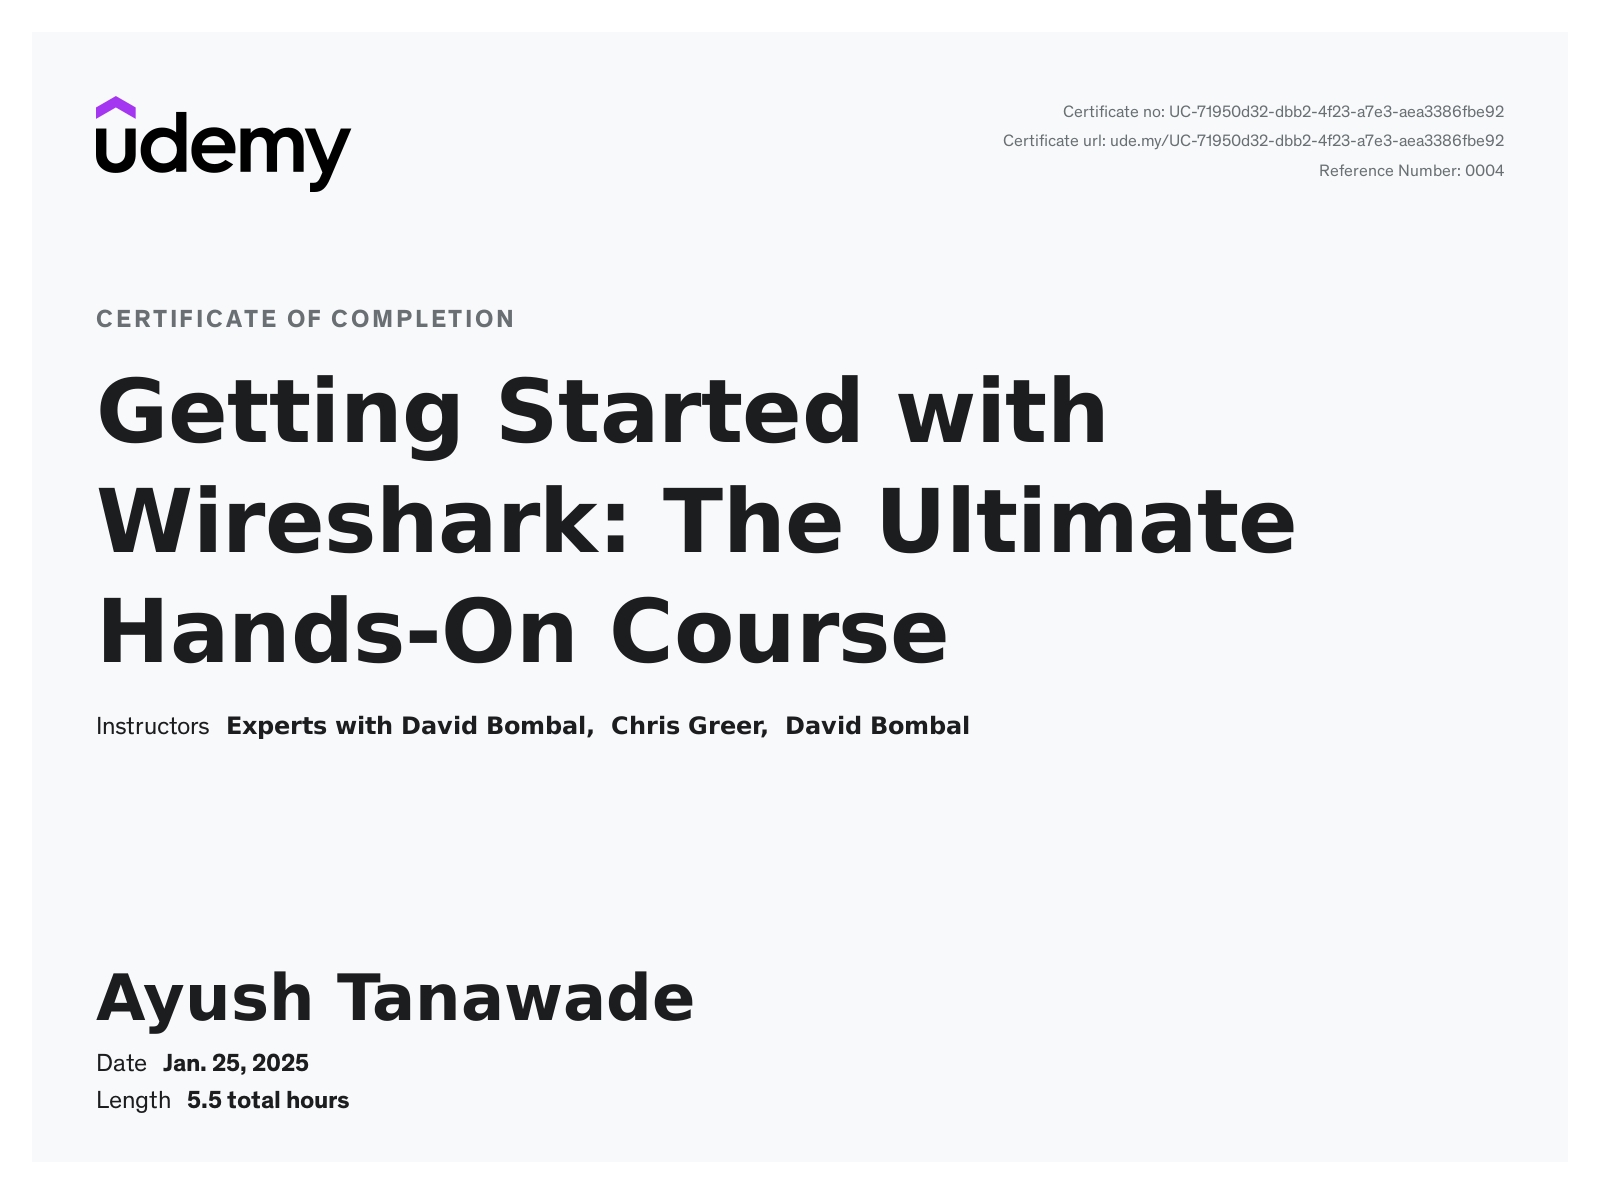 udemy
Certificate no: UC-71950d32-dbb2-4f23-a7e3-aea3386fbe92
Certificate url: ude.my/UC-71950d32-dbb2-4f23-a7e3-aea3386fbe92
Reference Number: 0004
CERTIFICATE OF COMPLETION
Getting Started with
Wireshark: The Ultimate
Hands-On Course
Instructors Experts with David Bombal, Chris Greer, David Bombal
Ayush Tanawade
Date Jan. 25, 2025
Length 5.5 total hours